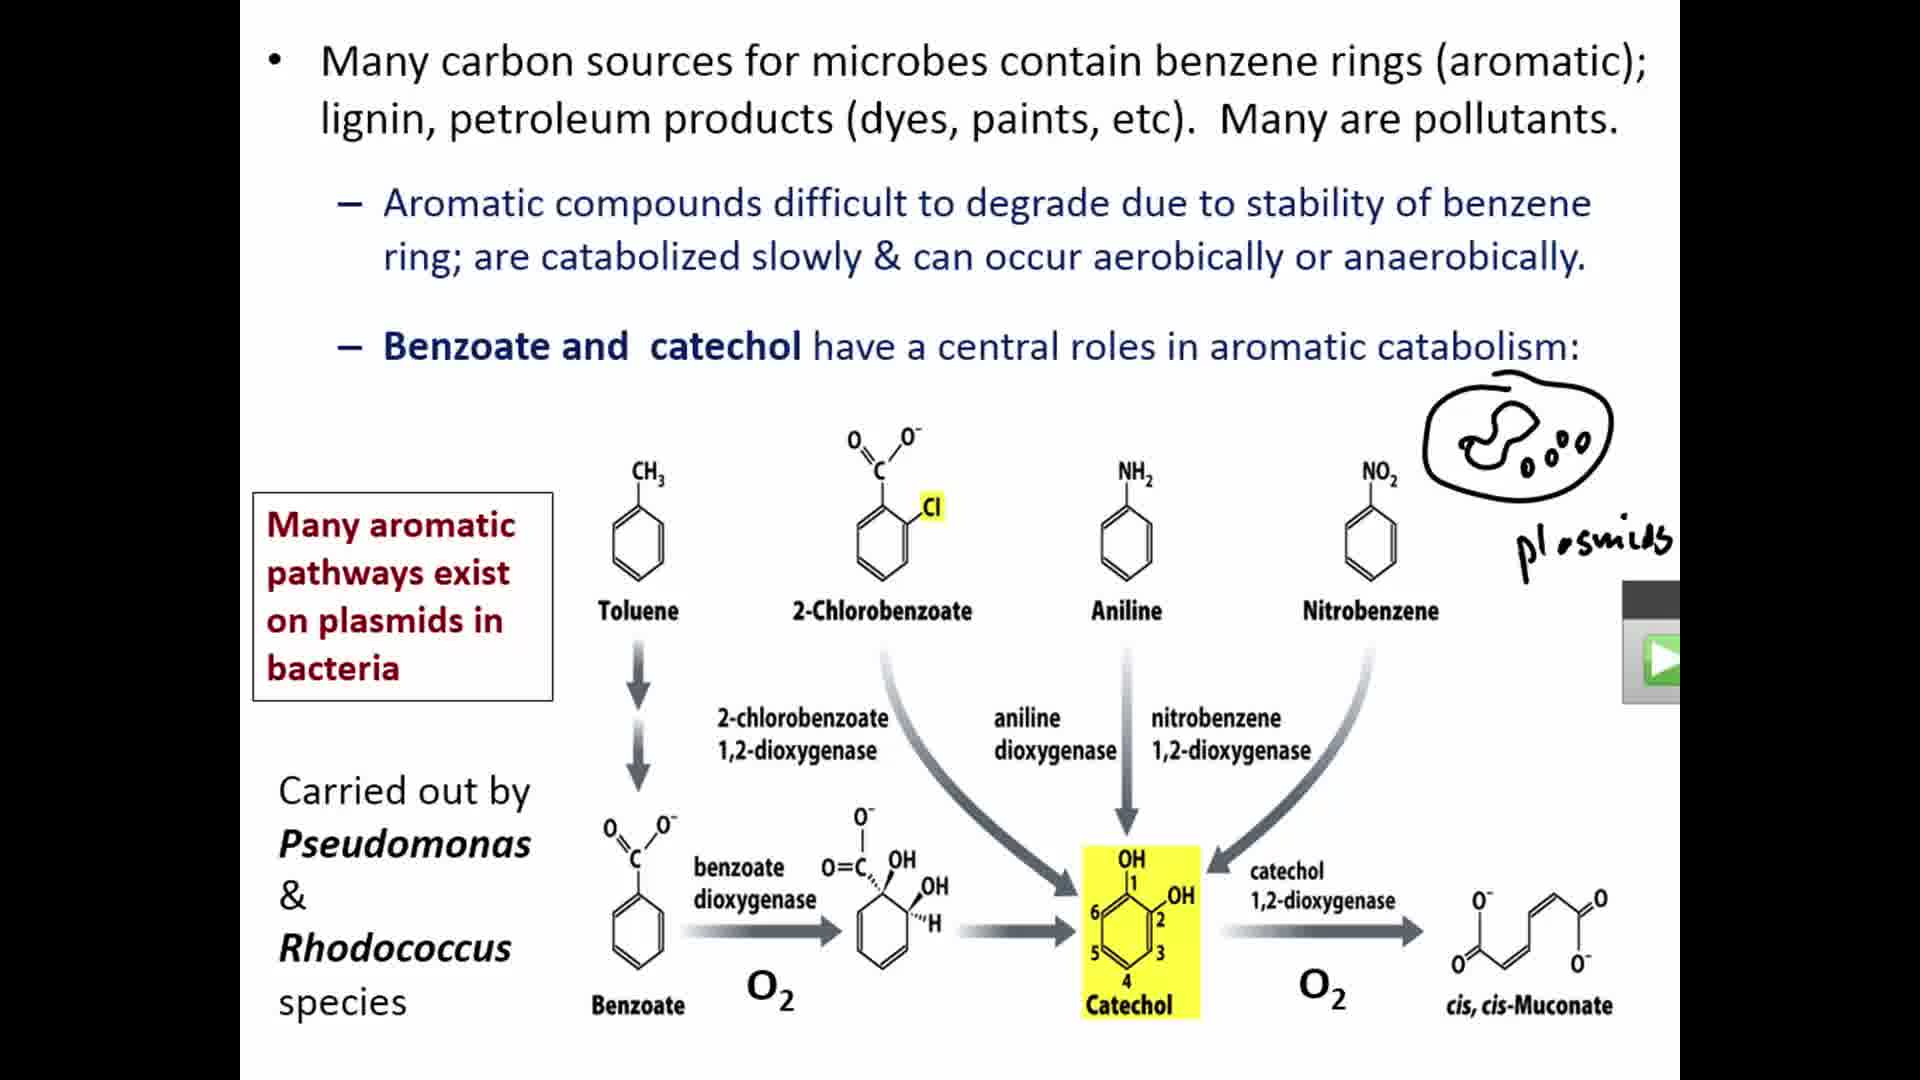 • Many carbon sources for microbes contain benzene rings (aromatic);
lignin, petroleum products (dyes, paints, etc).  Many are pollutants.
– Aromatic compounds difficult to degrade due to stability of benzene
ring; are catabolized slowly & can occur aerobically or anaerobically.
– Benzoate and  catechol have a central roles in aromatic catabolism:
Many aromatic
pathways exist
on plasmids in
bacteria
CH3
Toluene
O O–
C
Cl
2-Chlorobenzoate
NH2
Aniline
NO2
Nitrobenzene
plasmids
2-chlorobenzoate
1,2-dioxygenase
aniline
dioxygenase
nitrobenzene
1,2-dioxygenase
Carried out by
Pseudomonas
&
Rhodococcus
species
O O–
C
Benzoate
benzoate
dioxygenase
O2
O–
O=C OH
OH
H
OH
1
OH
6
2
5 3
4
Catechol
catechol
1,2-dioxygenase
O2
O– O
O O–
cis, cis-Muconate